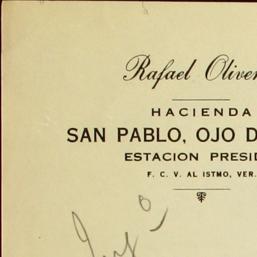 Rafael Oliver
HACIENDA
SAN PABLO, OJO D
ESTACION PRESID
F. C. V. AL ISTMO, VER.